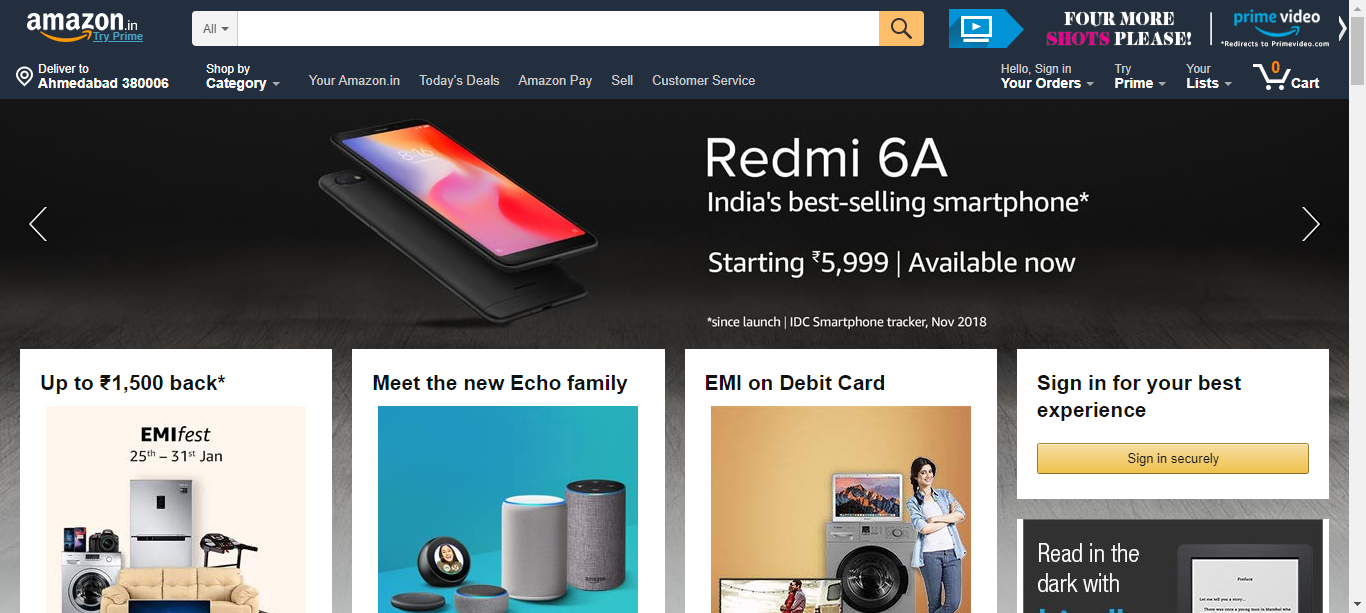 amazon.in
Try Prime
All
FOUR MORE
SHOTS PLEASE!
prime video
*Redirects to Primevideo.com
Deliver to
Ahmedabad 380006
Shop by
Category
Your Amazon.in
Today's Deals
Amazon Pay
Sell
Customer Service
Hello, Sign in
Your Orders
Try
Prime
Your
Lists
0
Cart
8:16
Redmi 6A
India's best-selling smartphone*
Starting ₹5,999 | Available now
*since launch | IDC Smartphone tracker, Nov 2018
Up to ₹1,500 back*
EMIfest
25th – 31st Jan
Meet the new Echo family
amazon
EMI on Debit Card
Sign in for your best
experience
Sign in securely
Read in the
dark with
Preface
Let me tell you a story...
There was once a young man in Mumbai who